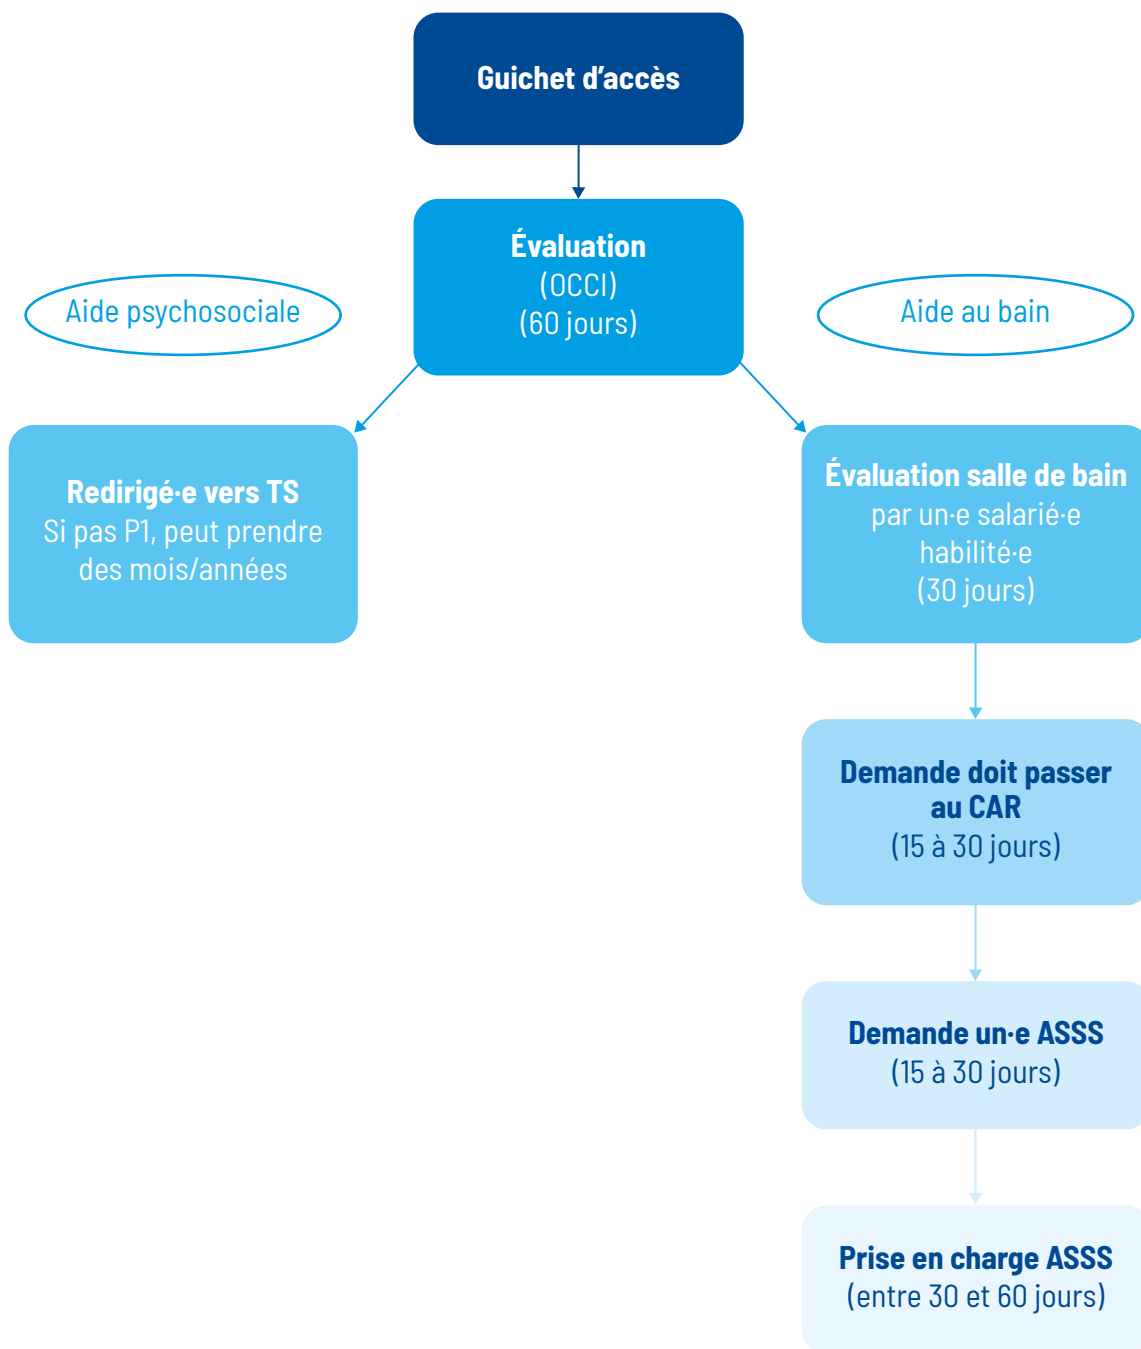 Guichet d’accès
Évaluation
(OCCI)
(60 jours)
Aide psychosociale
Aide au bain
Redirigé·e vers TS
Si pas P1, peut prendre
des mois/années
Évaluation salle de bain
par un·e salarié·e
habilité·e
(30 jours)
Demande doit passer
au CAR
(15 à 30 jours)
Demande un·e ASSS
(15 à 30 jours)
Prise en charge ASSS
(entre 30 et 60 jours)